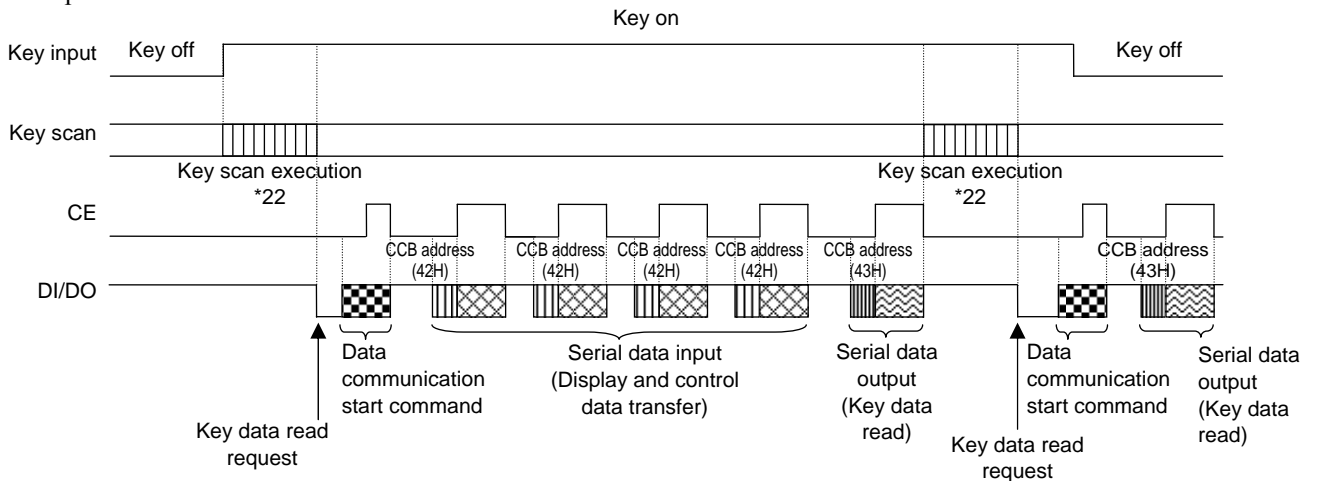 Key on
Key input
Key off
Key off
Key scan
Key scan execution
*22
Key scan execution
*22
CE
CCB address
(42H)
CCB address
(42H)
CCB address
(42H)
CCB address
(42H)
CCB address
(43H)
CCB address
(43H)
DI/DO
Data
communication
start command
Serial data input
(Display and control
data transfer)
Serial data
output
(Key data
read)
Data
communication
start command
Serial data
output
(Key data
read)
Key data read
request
Key data read
request